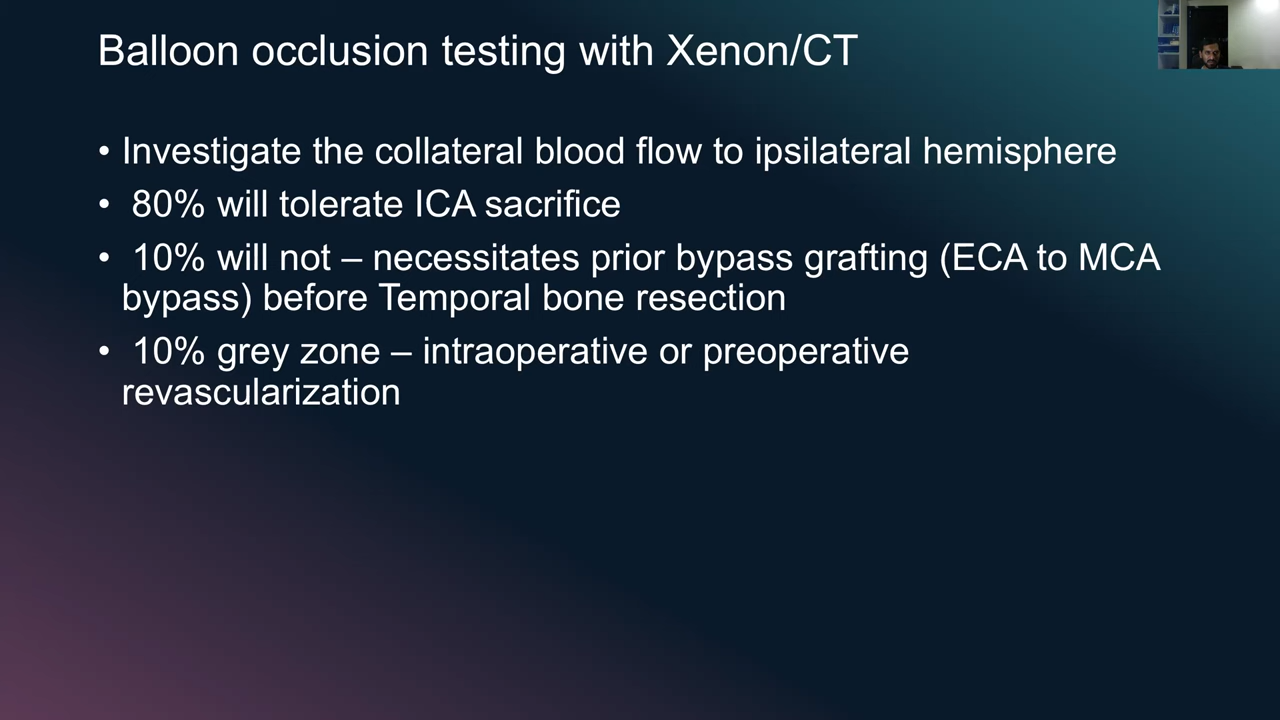 Balloon occlusion testing with Xenon/CT
• Investigate the collateral blood flow to ipsilateral hemisphere
• 80% will tolerate ICA sacrifice
• 10% will not – necessitates prior bypass grafting (ECA to MCA
bypass) before Temporal bone resection
• 10% grey zone – intraoperative or preoperative
revascularization